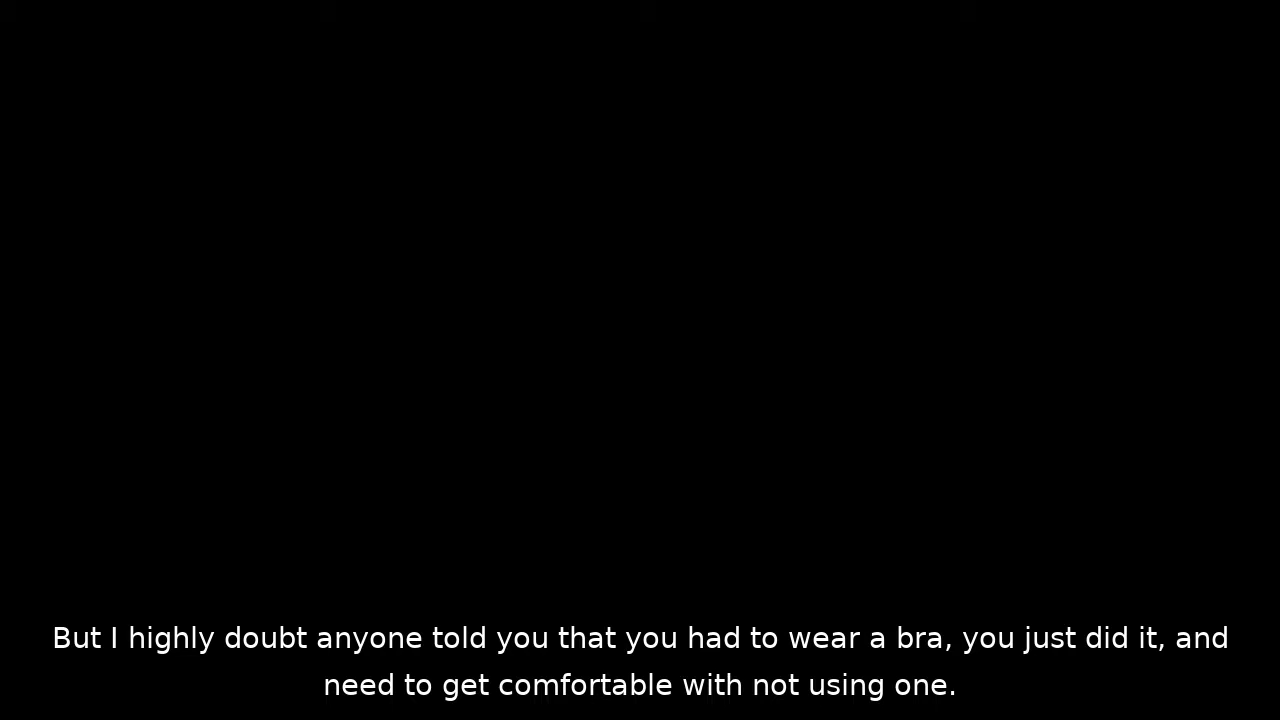 But I highly doubt anyone told you that you had to wear a bra, you just did it, and
need to get comfortable with not using one.